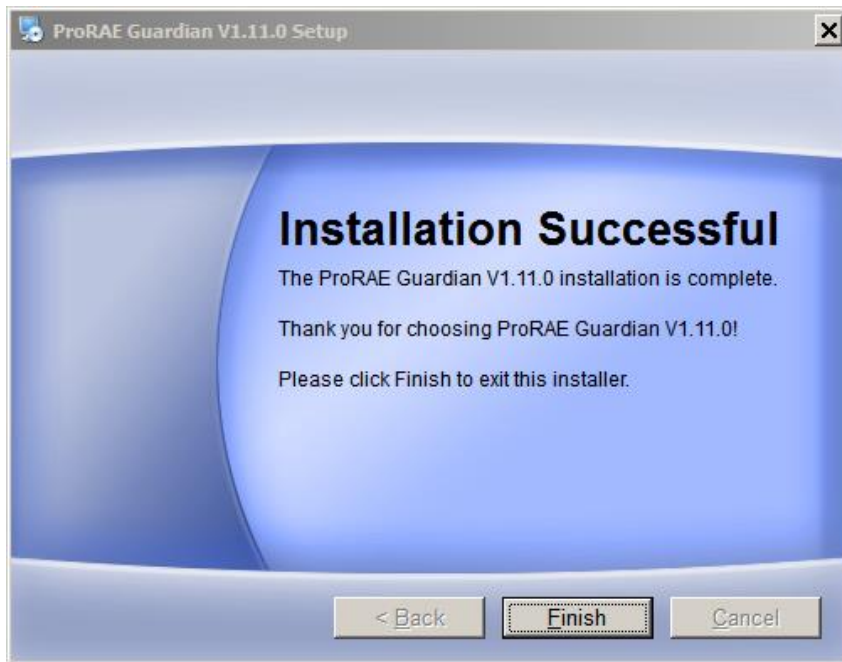 ProRAE Guardian V1.11.0 Setup
Installation Successful
The ProRAE Guardian V1.11.0 installation is complete.
Thank you for choosing ProRAE Guardian V1.11.0!
Please click Finish to exit this installer.
< Back Finish Cancel